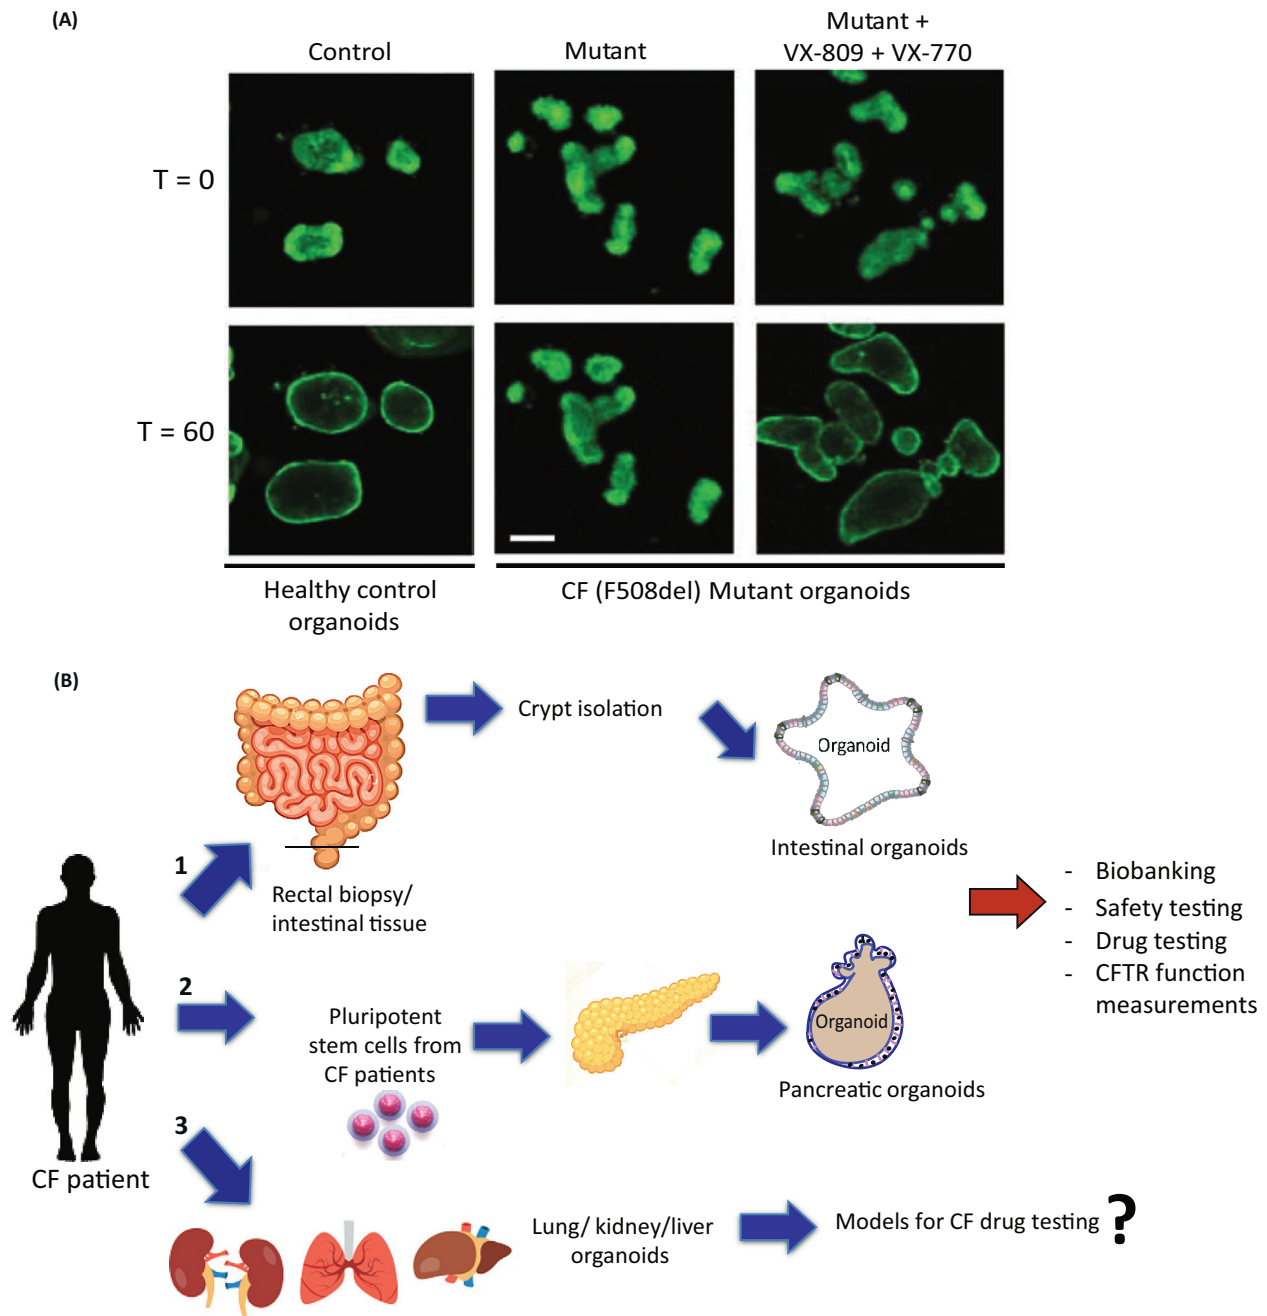 (A)
Control
Mutant
Mutant +
VX-809 + VX-770
T = 0
T = 60
Healthy control
organoids
CF (F508del) Mutant organoids
(B)
Crypt isolation
Organoid
Intestinal organoids
1
Rectal biopsy/
intestinal tissue
- Biobanking
- Safety testing
- Drug testing
- CFTR function
measurements
2
Pluripotent
stem cells from
CF patients
Organoid
Pancreatic organoids
3
CF patient
Lung/ kidney/liver
organoids
Models for CF drug testing ?